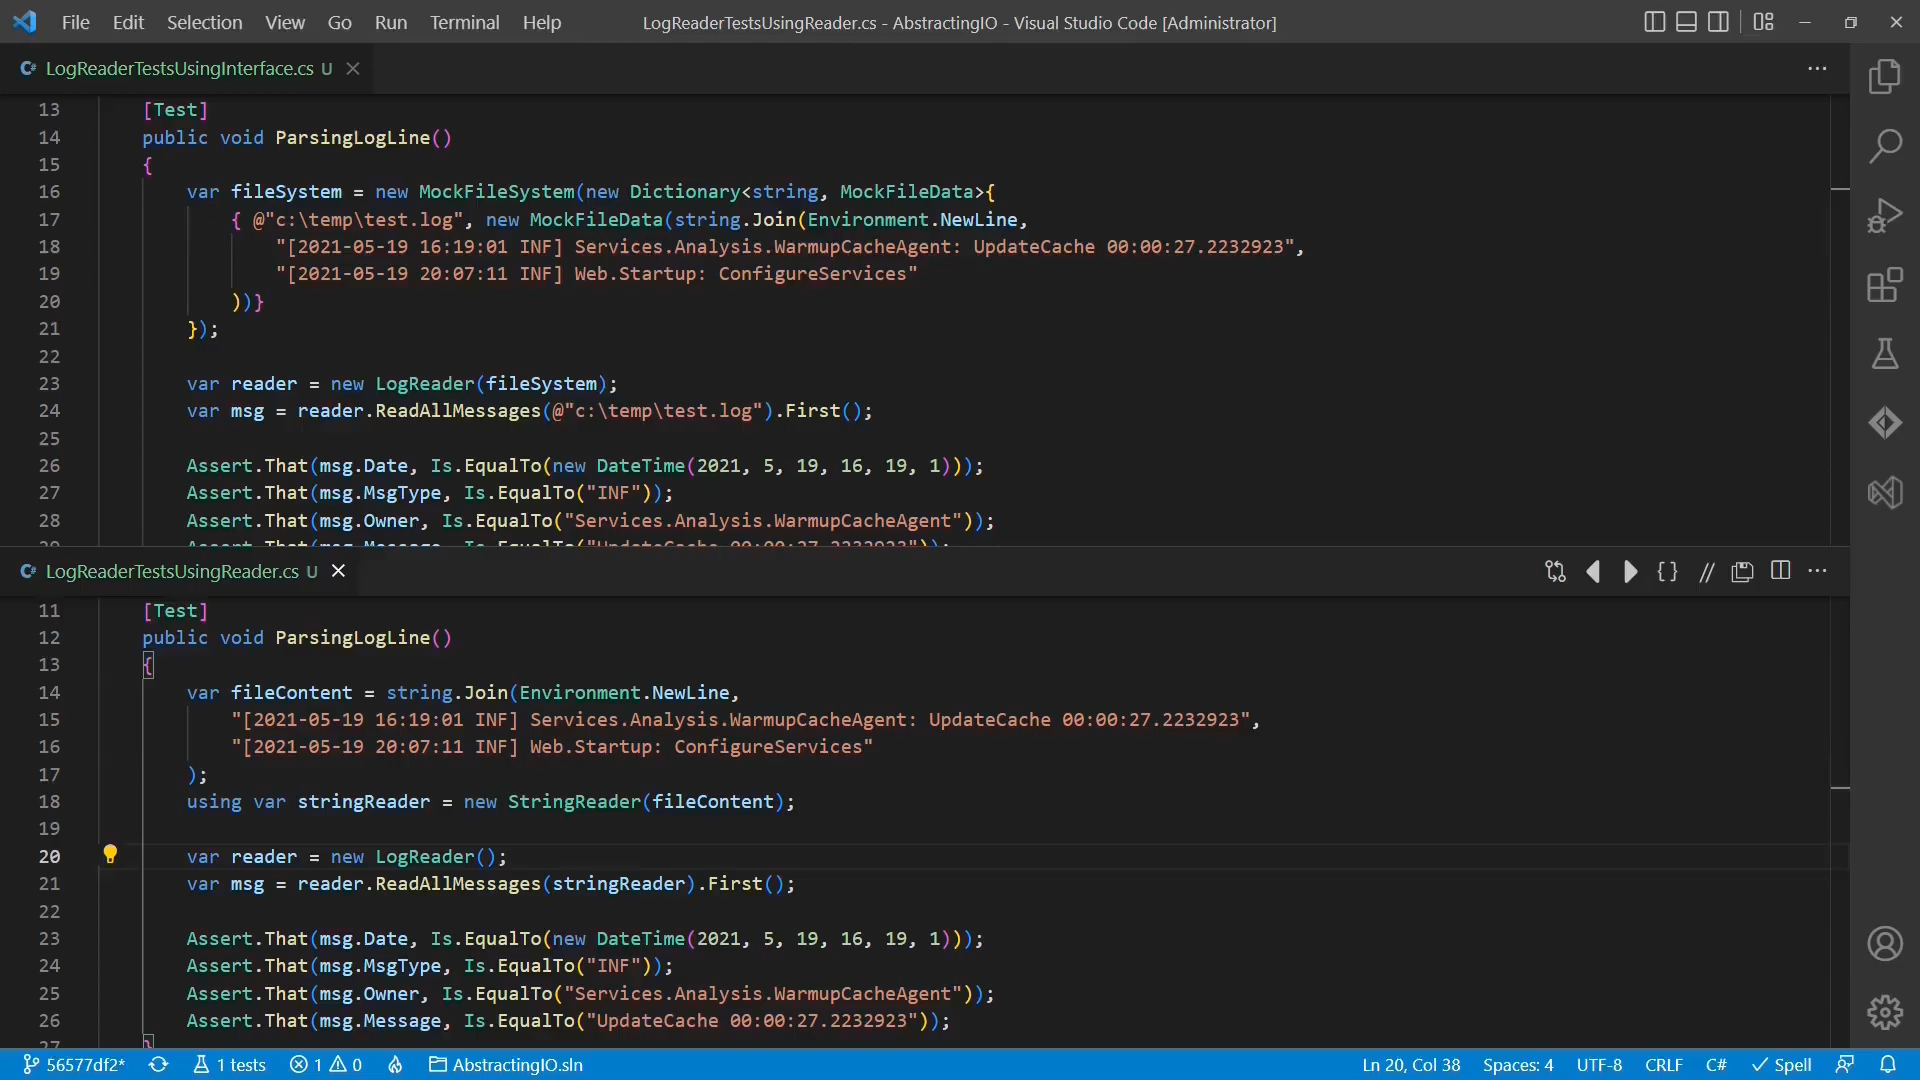 File Edit Selection View Go Run Terminal Help LogReaderTestsUsingReader.cs - AbstractingIO - Visual Studio Code [Administrator]
C# LogReaderTestsUsingInterface.cs U
13 [Test]
14 public void ParsingLogLine()
15 {
16 var fileSystem = new MockFileSystem(new Dictionary<string, MockFileData>{
17 { @"c:\temp\test.log", new MockFileData(string.Join(Environment.NewLine,
18 "[2021-05-19 16:19:01 INF] Services.Analysis.WarmupCacheAgent: UpdateCache 00:00:27.2232923",
19 "[2021-05-19 20:07:11 INF] Web.Startup: ConfigureServices"
20 ))}
21 });
22
23 var reader = new LogReader(fileSystem);
24 var msg = reader.ReadAllMessages(@"c:\temp\test.log").First();
25
26 Assert.That(msg.Date, Is.EqualTo(new DateTime(2021, 5, 19, 16, 19, 1)));
27 Assert.That(msg.MsgType, Is.EqualTo("INF"));
28 Assert.That(msg.Owner, Is.EqualTo("Services.Analysis.WarmupCacheAgent"));
29 Assert.That(msg.Message, Is.EqualTo("UpdateCache 00:00:27.2232923"));
C# LogReaderTestsUsingReader.cs U
11 [Test]
12 public void ParsingLogLine()
13 {
14 var fileContent = string.Join(Environment.NewLine,
15 "[2021-05-19 16:19:01 INF] Services.Analysis.WarmupCacheAgent: UpdateCache 00:00:27.2232923",
16 "[2021-05-19 20:07:11 INF] Web.Startup: ConfigureServices"
17 );
18 using var stringReader = new StringReader(fileContent);
19
20 var reader = new LogReader();
21 var msg = reader.ReadAllMessages(stringReader).First();
22
23 Assert.That(msg.Date, Is.EqualTo(new DateTime(2021, 5, 19, 16, 19, 1)));
24 Assert.That(msg.MsgType, Is.EqualTo("INF"));
25 Assert.That(msg.Owner, Is.EqualTo("Services.Analysis.WarmupCacheAgent"));
26 Assert.That(msg.Message, Is.EqualTo("UpdateCache 00:00:27.2232923"));
27 }
56577df2* 1 tests 1 0 AbstractingIO.sln Ln 20, Col 38 Spaces: 4 UTF-8 CRLF C# Spell